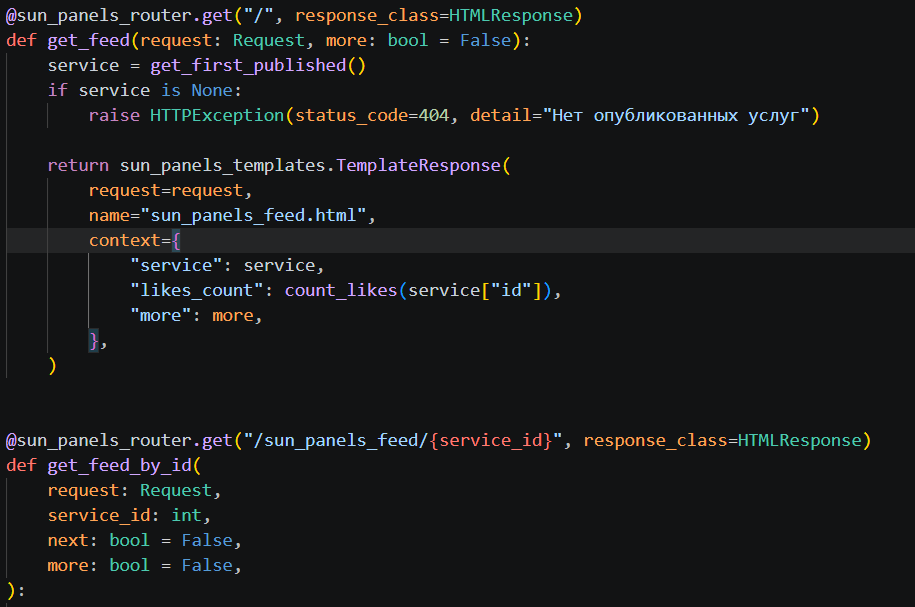 @sun_panels_router.get("/", response_class=HTMLResponse)
def get_feed(request: Request, more: bool = False):
    service = get_first_published()
    if service is None:
        raise HTTPException(status_code=404, detail="Нет опубликованных услуг")

    return sun_panels_templates.TemplateResponse(
        request=request,
        name="sun_panels_feed.html",
        context={
            "service": service,
            "likes_count": count_likes(service["id"]),
            "more": more,
        },
    )


@sun_panels_router.get("/sun_panels_feed/{service_id}", response_class=HTMLResponse)
def get_feed_by_id(
    request: Request,
    service_id: int,
    next: bool = False,
    more: bool = False,
):